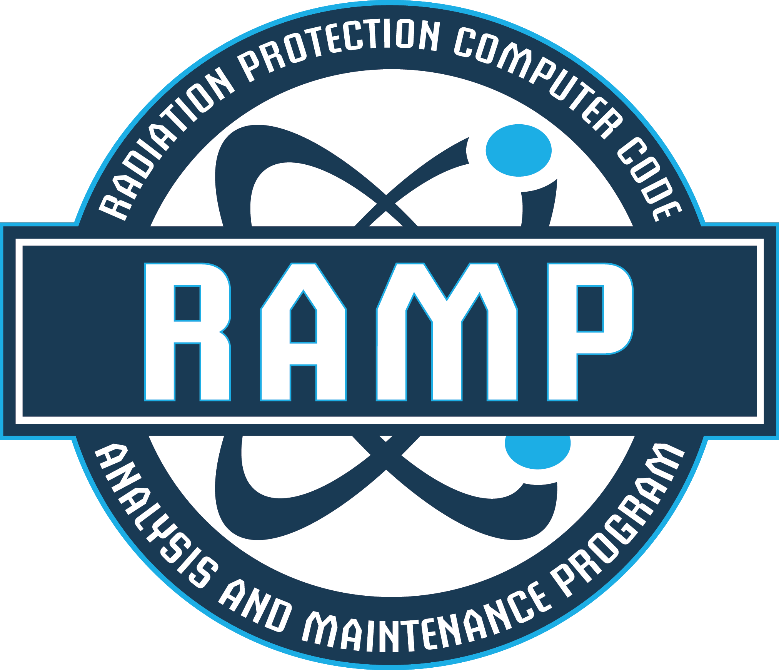 RADIATION PROTECTION COMPUTER CODE
RAMP
ANALYSIS AND MAINTENANCE PROGRAM